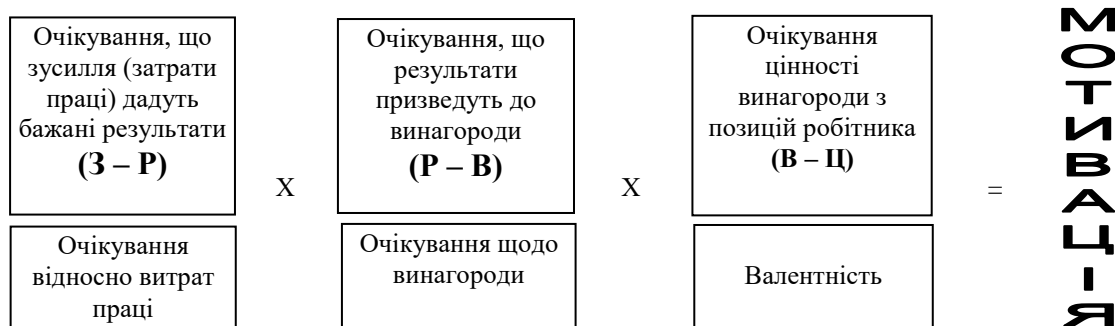 Очікування, що
зусилля (затрати
праці) дадуть
бажані результати
(З – Р)
Х
Очікування, що
результати
призведуть до
винагороди
(Р – В)
Х
Очікування
цінності
винагороди з
позицій робітника
(В – Ц)
=
МОТИВАЦІЯ
Очікування
відносно витрат
праці
Очікування щодо
винагороди
Валентність